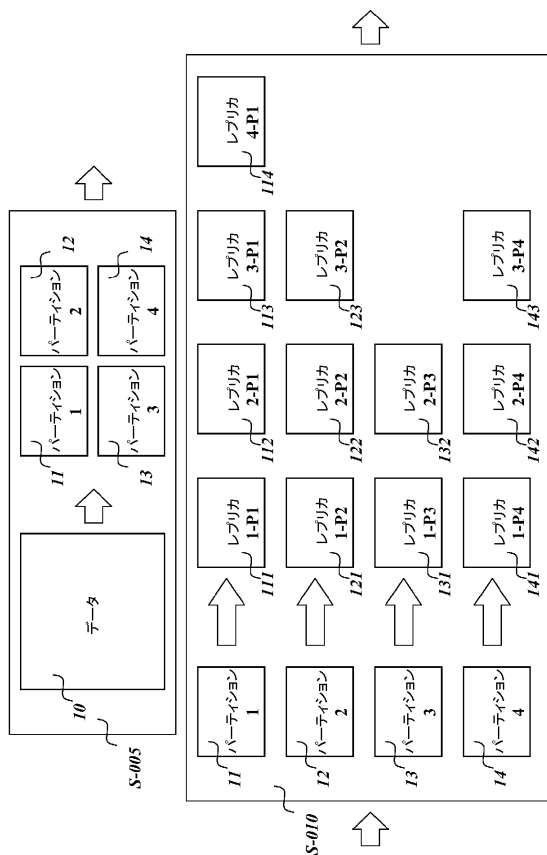 S-005
10
データ
11
パーティション
1
12
パーティション
2
13
パーティション
3
14
パーティション
4
S-010
11
パーティション
1
111
レプリカ
1-P1
112
レプリカ
2-P1
113
レプリカ
3-P1
114
レプリカ
4-P1
12
パーティション
2
121
レプリカ
1-P2
122
レプリカ
2-P2
123
レプリカ
3-P2
13
パーティション
3
131
レプリカ
1-P3
132
レプリカ
2-P3
14
パーティション
4
141
レプリカ
1-P4
142
レプリカ
2-P4
143
レプリカ
3-P4